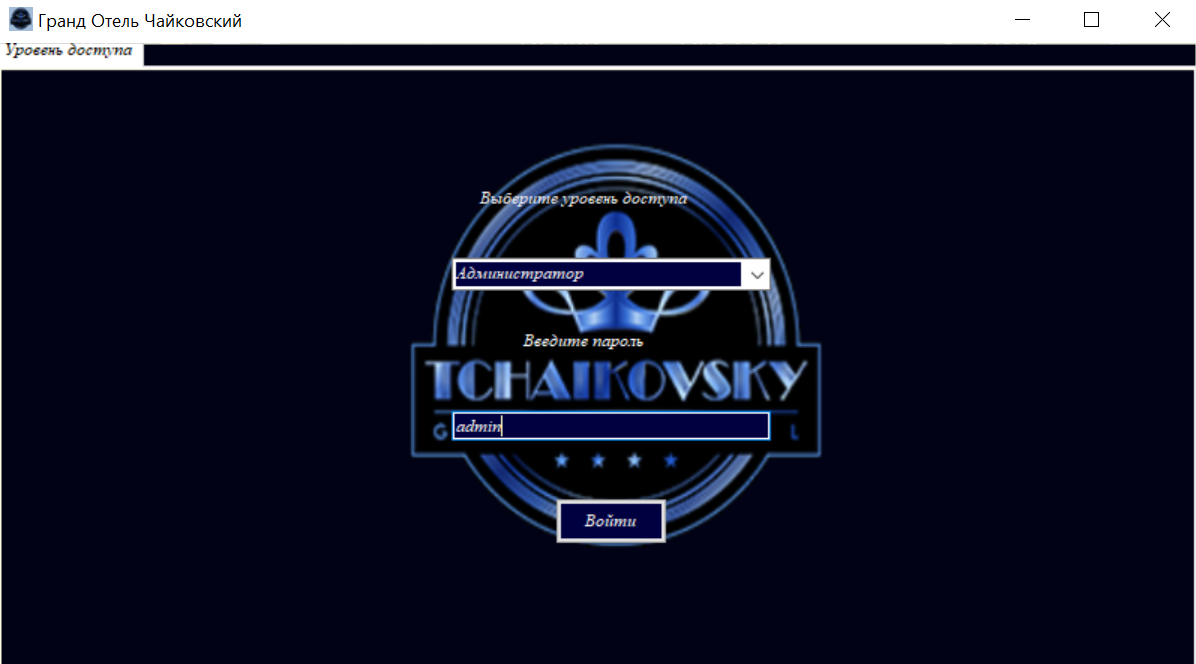 Гранд Отель Чайковский
Уровень доступа
Выберите уровень доступа
Администратор
Введите пароль
TCHAIKOVSKY
admin
G L
Войти